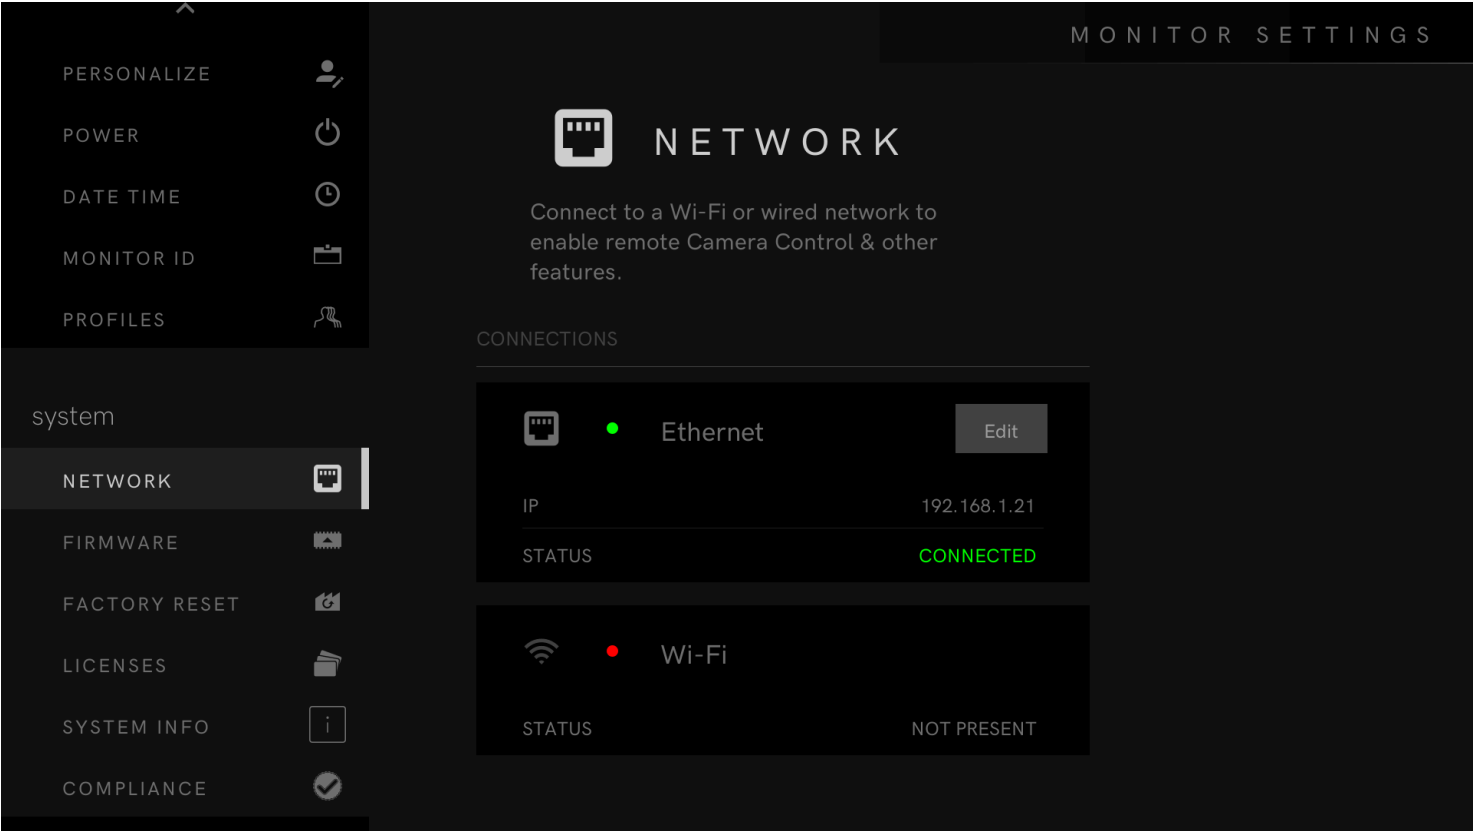 MONITOR SETTINGS
PERSONALIZE
POWER
DATE TIME
MONITOR ID
PROFILES
system
NETWORK
FIRMWARE
FACTORY RESET
LICENSES
SYSTEM INFO
i
COMPLIANCE
NETWORK
Connect to a Wi-Fi or wired network to
enable remote Camera Control & other
features.
CONNECTIONS
Ethernet
Edit
IP 192.168.1.21
STATUS CONNECTED
Wi-Fi
STATUS NOT PRESENT